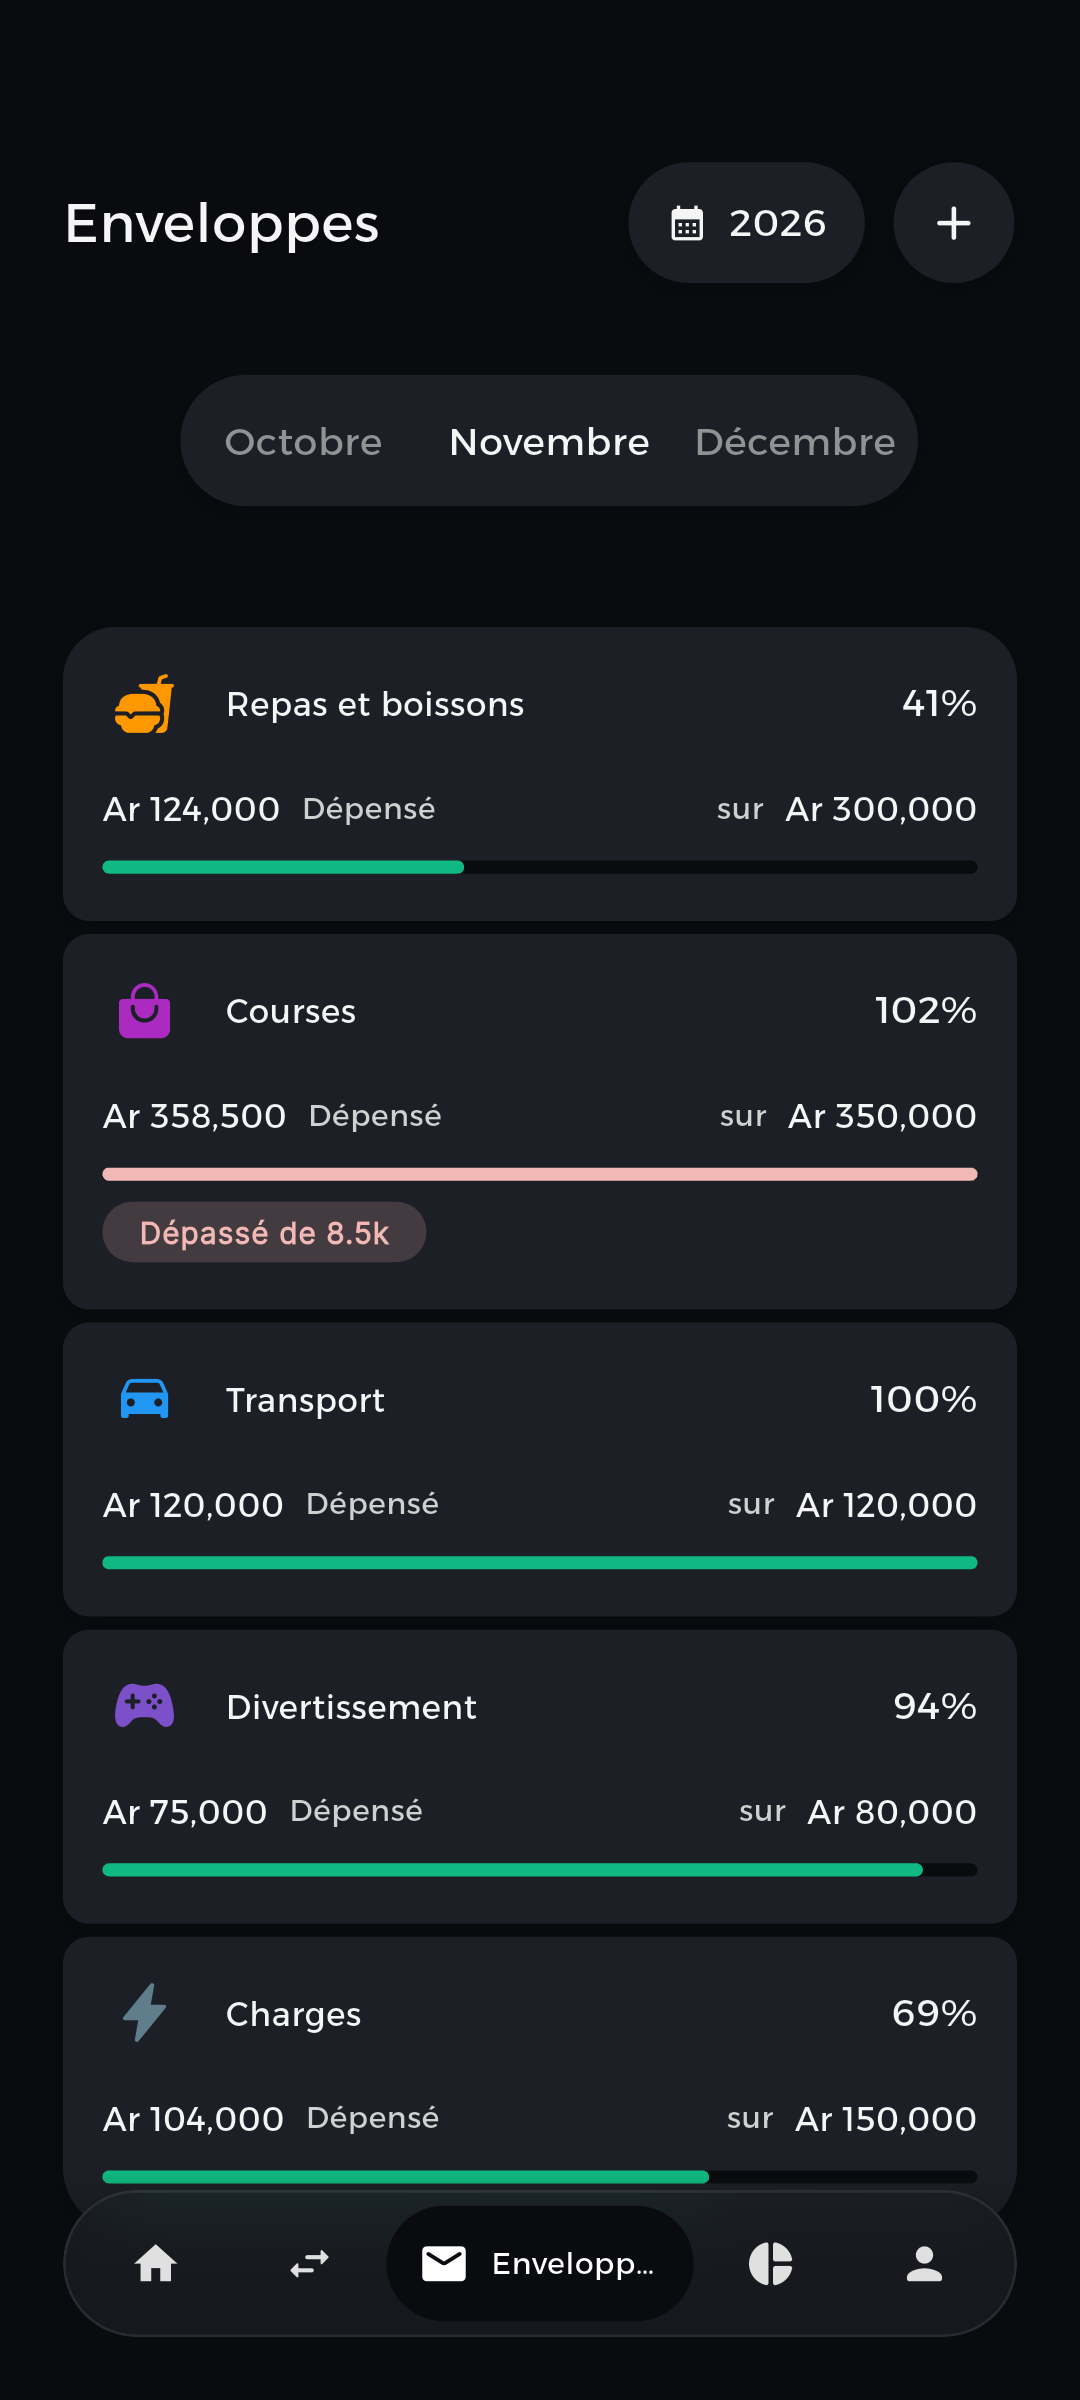 Enveloppes
2026
Octobre Novembre Décembre
Repas et boissons 41%
Ar 124,000 Dépensé sur Ar 300,000
Courses 102%
Ar 358,500 Dépensé sur Ar 350,000
Dépassé de 8.5k
Transport 100%
Ar 120,000 Dépensé sur Ar 120,000
Divertissement 94%
Ar 75,000 Dépensé sur Ar 80,000
Charges 69%
Ar 104,000 Dépensé sur Ar 150,000
Envelopp...